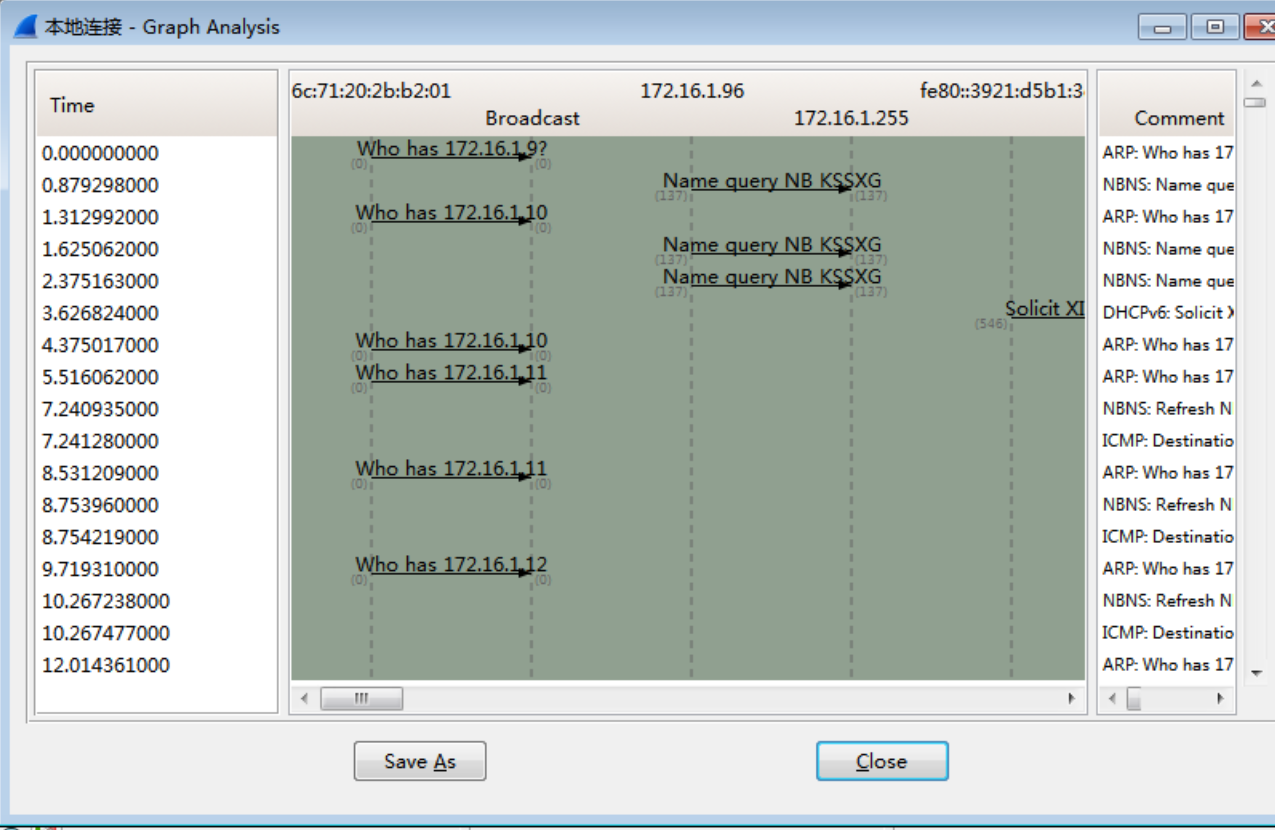 本地连接 - Graph Analysis
Time
6c:71:20:2b:b2:01 172.16.1.96 fe80::3921:d5b1:3
Broadcast 172.16.1.255
Comment
0.000000000 Who has 172.16.1.9? (0) (0) ARP: Who has 17
0.879298000 Name query NB KSSXG (137) (137) NBNS: Name que
1.312992000 Who has 172.16.1.10 (0) (0) ARP: Who has 17
1.625062000 Name query NB KSSXG (137) (137) NBNS: Name que
2.375163000 Name query NB KSSXG (137) (137) NBNS: Name que
3.626824000 Solicit XI (546) DHCPv6: Solicit X
4.375017000 Who has 172.16.1.10 (0) (0) ARP: Who has 17
5.516062000 Who has 172.16.1.11 (0) (0) ARP: Who has 17
7.240935000 NBNS: Refresh N
7.241280000 ICMP: Destinatio
8.531209000 Who has 172.16.1.11 (0) (0) ARP: Who has 17
8.753960000 NBNS: Refresh N
8.754219000 ICMP: Destinatio
9.719310000 Who has 172.16.1.12 (0) (0) ARP: Who has 17
10.267238000 NBNS: Refresh N
10.267477000 ICMP: Destinatio
12.014361000 ARP: Who has 17
Save As Close